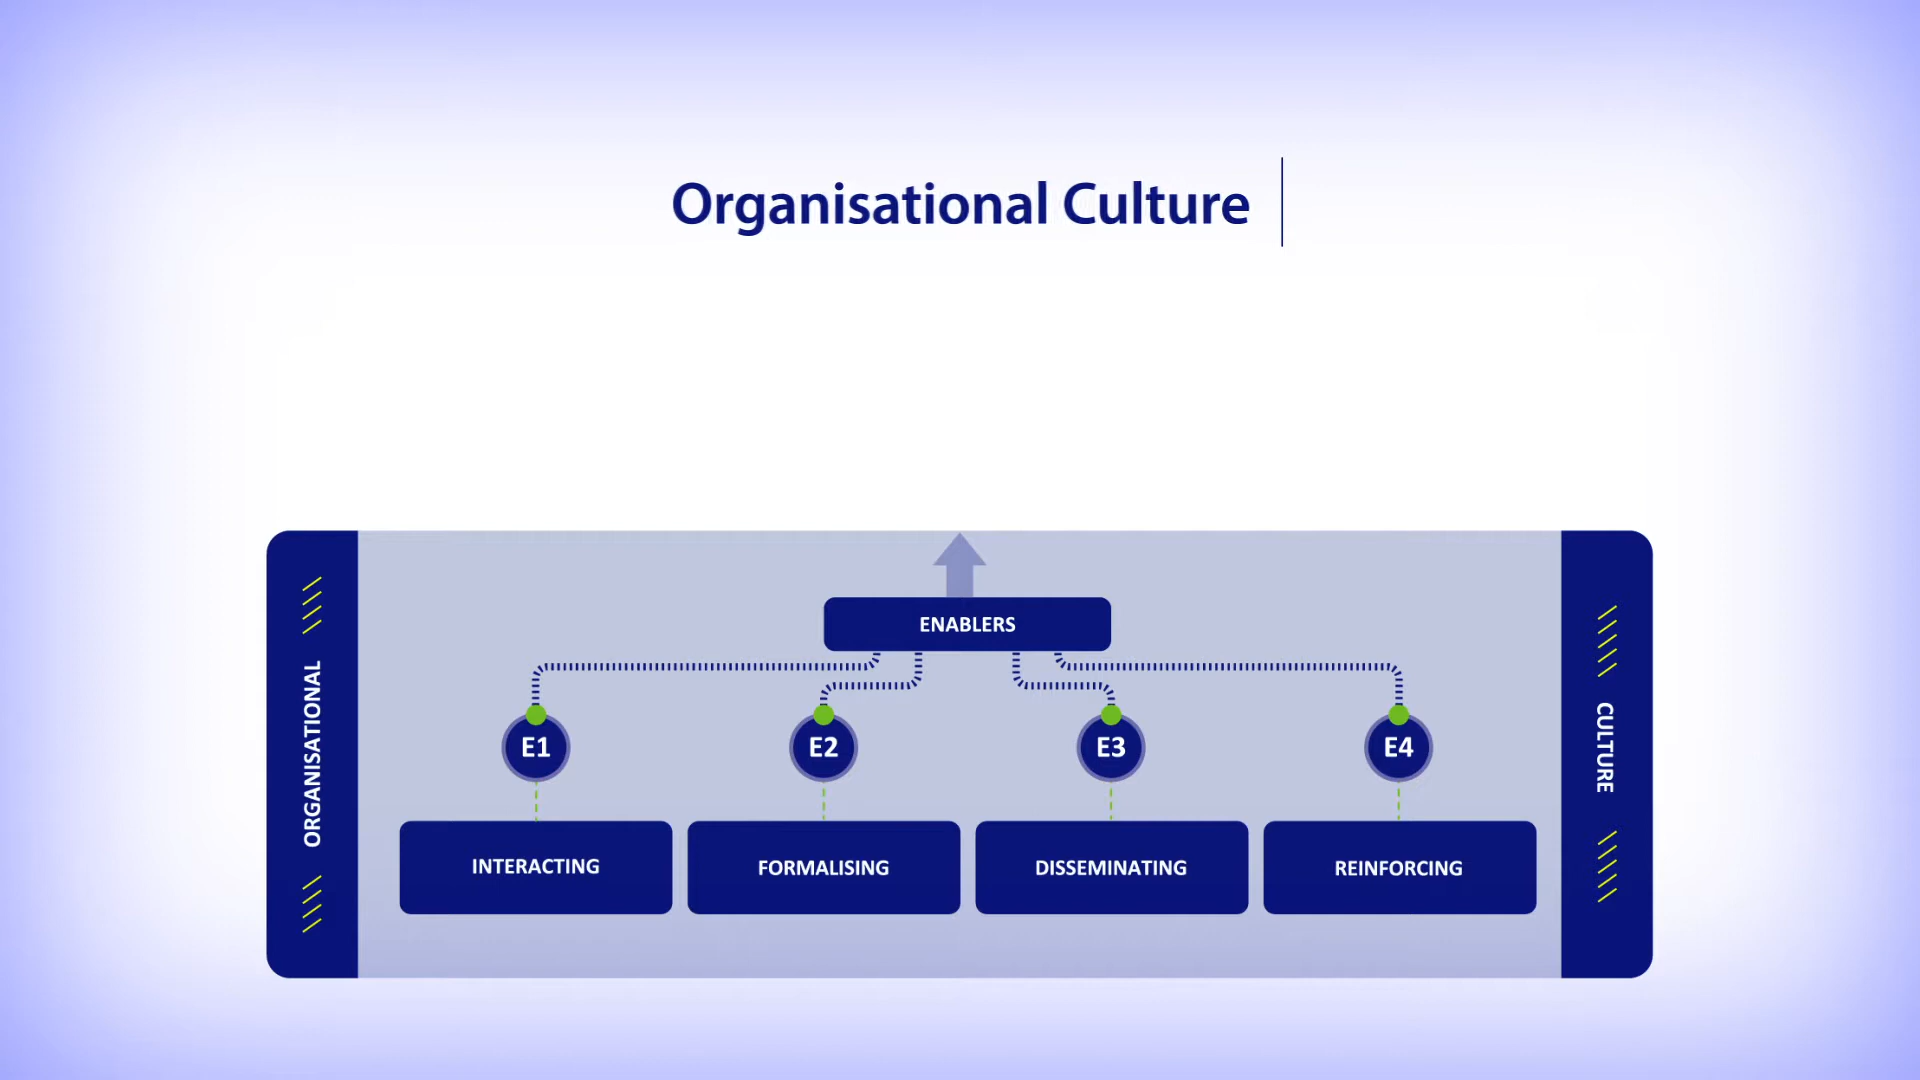 Organisational Culture
ENABLERS
ORGANISATIONAL
CULTURE
E1
E2
E3
E4
INTERACTING
FORMALISING
DISSEMINATING
REINFORCING